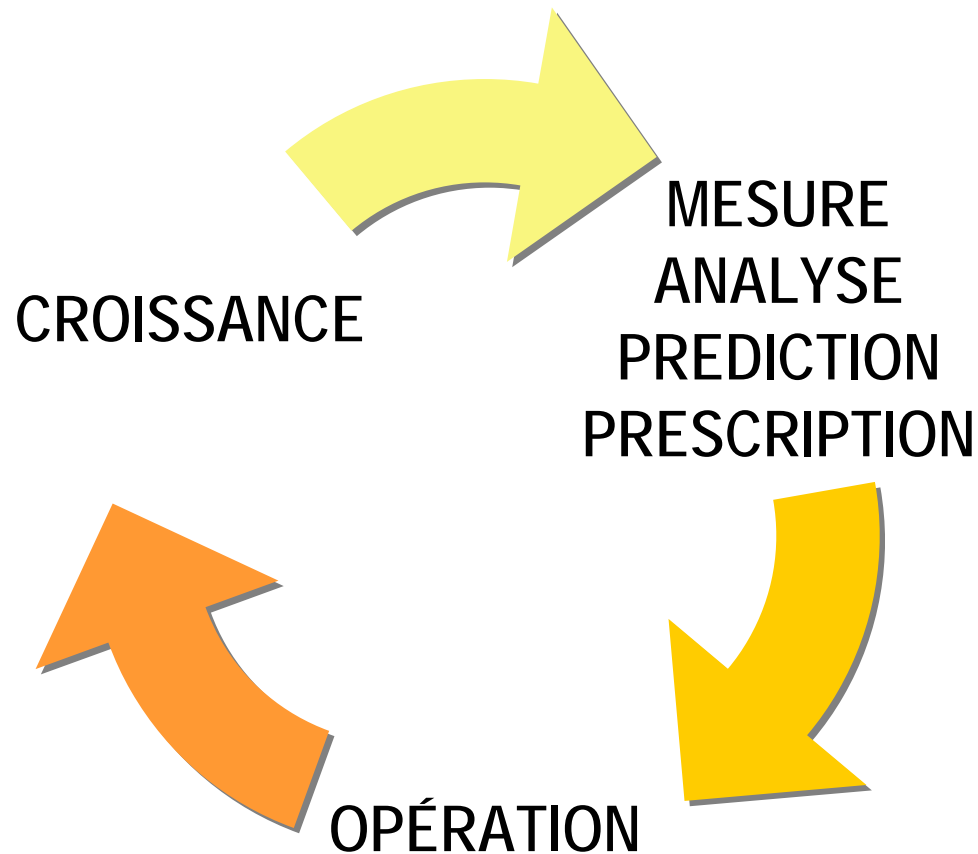 MESURE
ANALYSE
PREDICTION
PRESCRIPTION
CROISSANCE
OPÉRATION